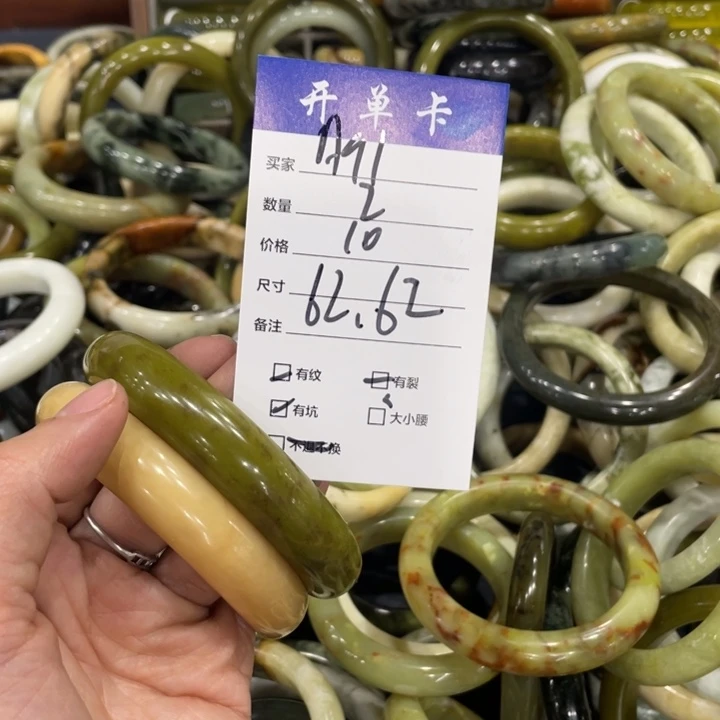 开单卡
买家 A91
数量 2
价格 10
尺寸 62.62
备注
有纹 有裂
有坑 大小腰
不退不换